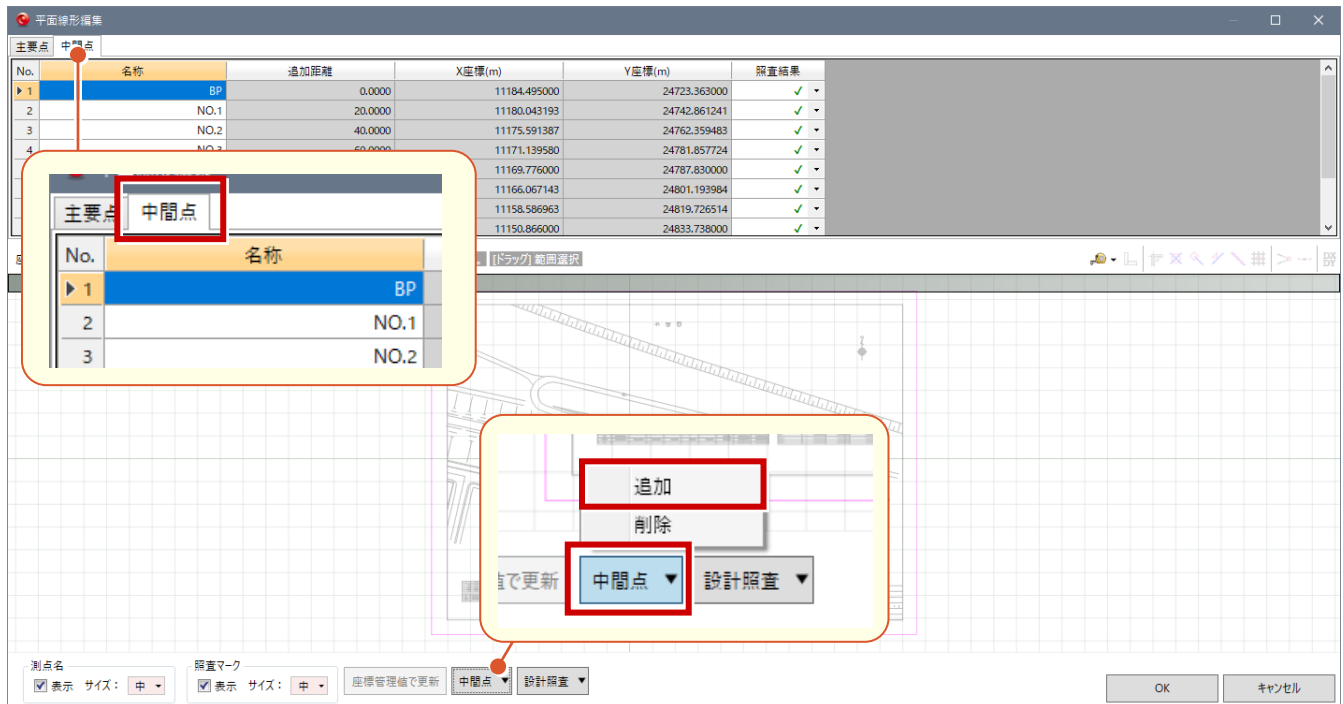 平面線形編集
主要点 中間点
No. 名称 追加距離 X座標(m) Y座標(m) 照査結果
1 BP 0.0000 11184.495000 24723.363000 ✓
2 NO.1 20.0000 11180.043193 24742.861241 ✓
3 NO.2 40.0000 11175.591387 24762.359483 ✓
4 NO.3 60.0000 11171.139580 24781.857724 ✓
11169.776000 24787.830000 ✓
11166.067143 24801.193984 ✓
11158.586963 24819.726514 ✓
11150.866000 24833.738000 ✓
主要点 中間点
No. 名称
1 BP
2 NO.1
3 NO.2
[ドラッグ] 範囲選択
追加
削除
値で更新 中間点 ▼ 設計照査 ▼
測点名
表示 サイズ： 中
照査マーク
表示 サイズ： 中
座標管理値で更新 中間点 ▼ 設計照査 ▼
OK キャンセル